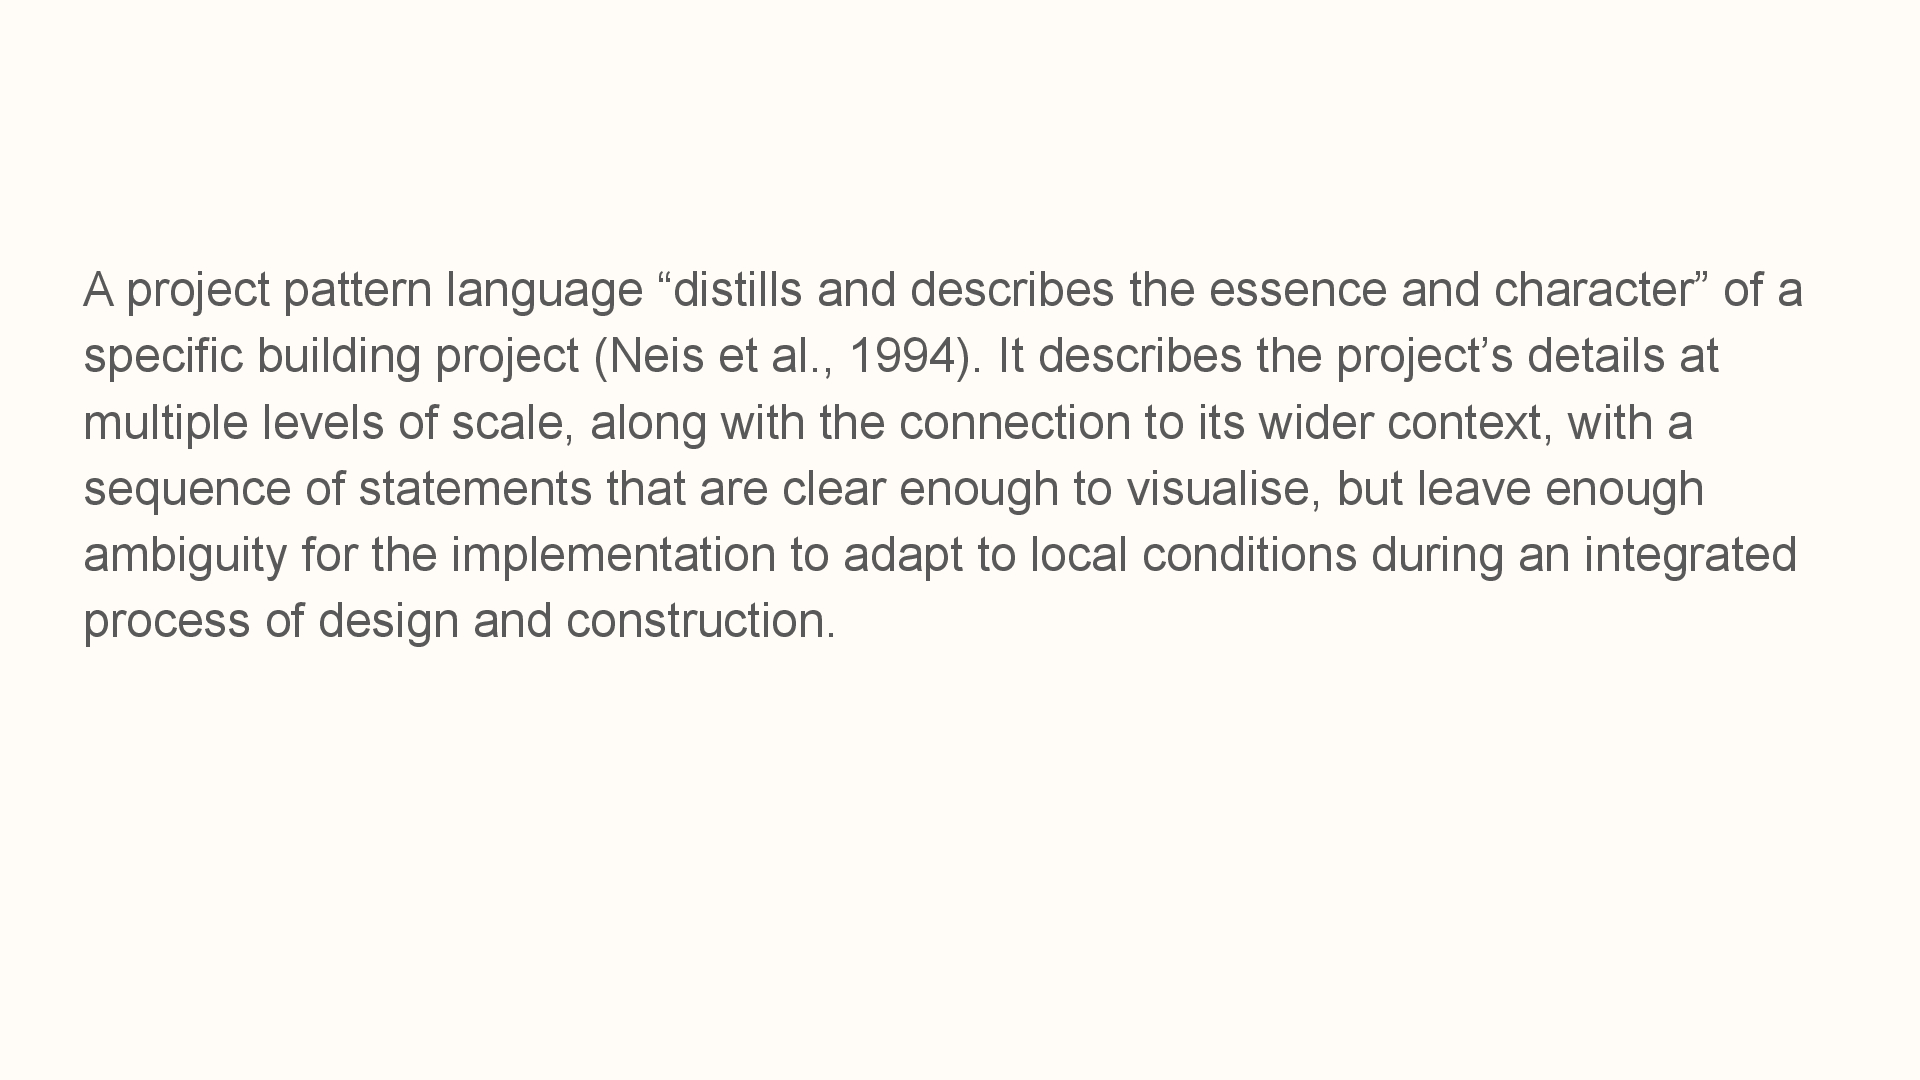 A project pattern language “distills and describes the essence and character” of a
specific building project (Neis et al., 1994). It describes the project’s details at
multiple levels of scale, along with the connection to its wider context, with a
sequence of statements that are clear enough to visualise, but leave enough
ambiguity for the implementation to adapt to local conditions during an integrated
process of design and construction.